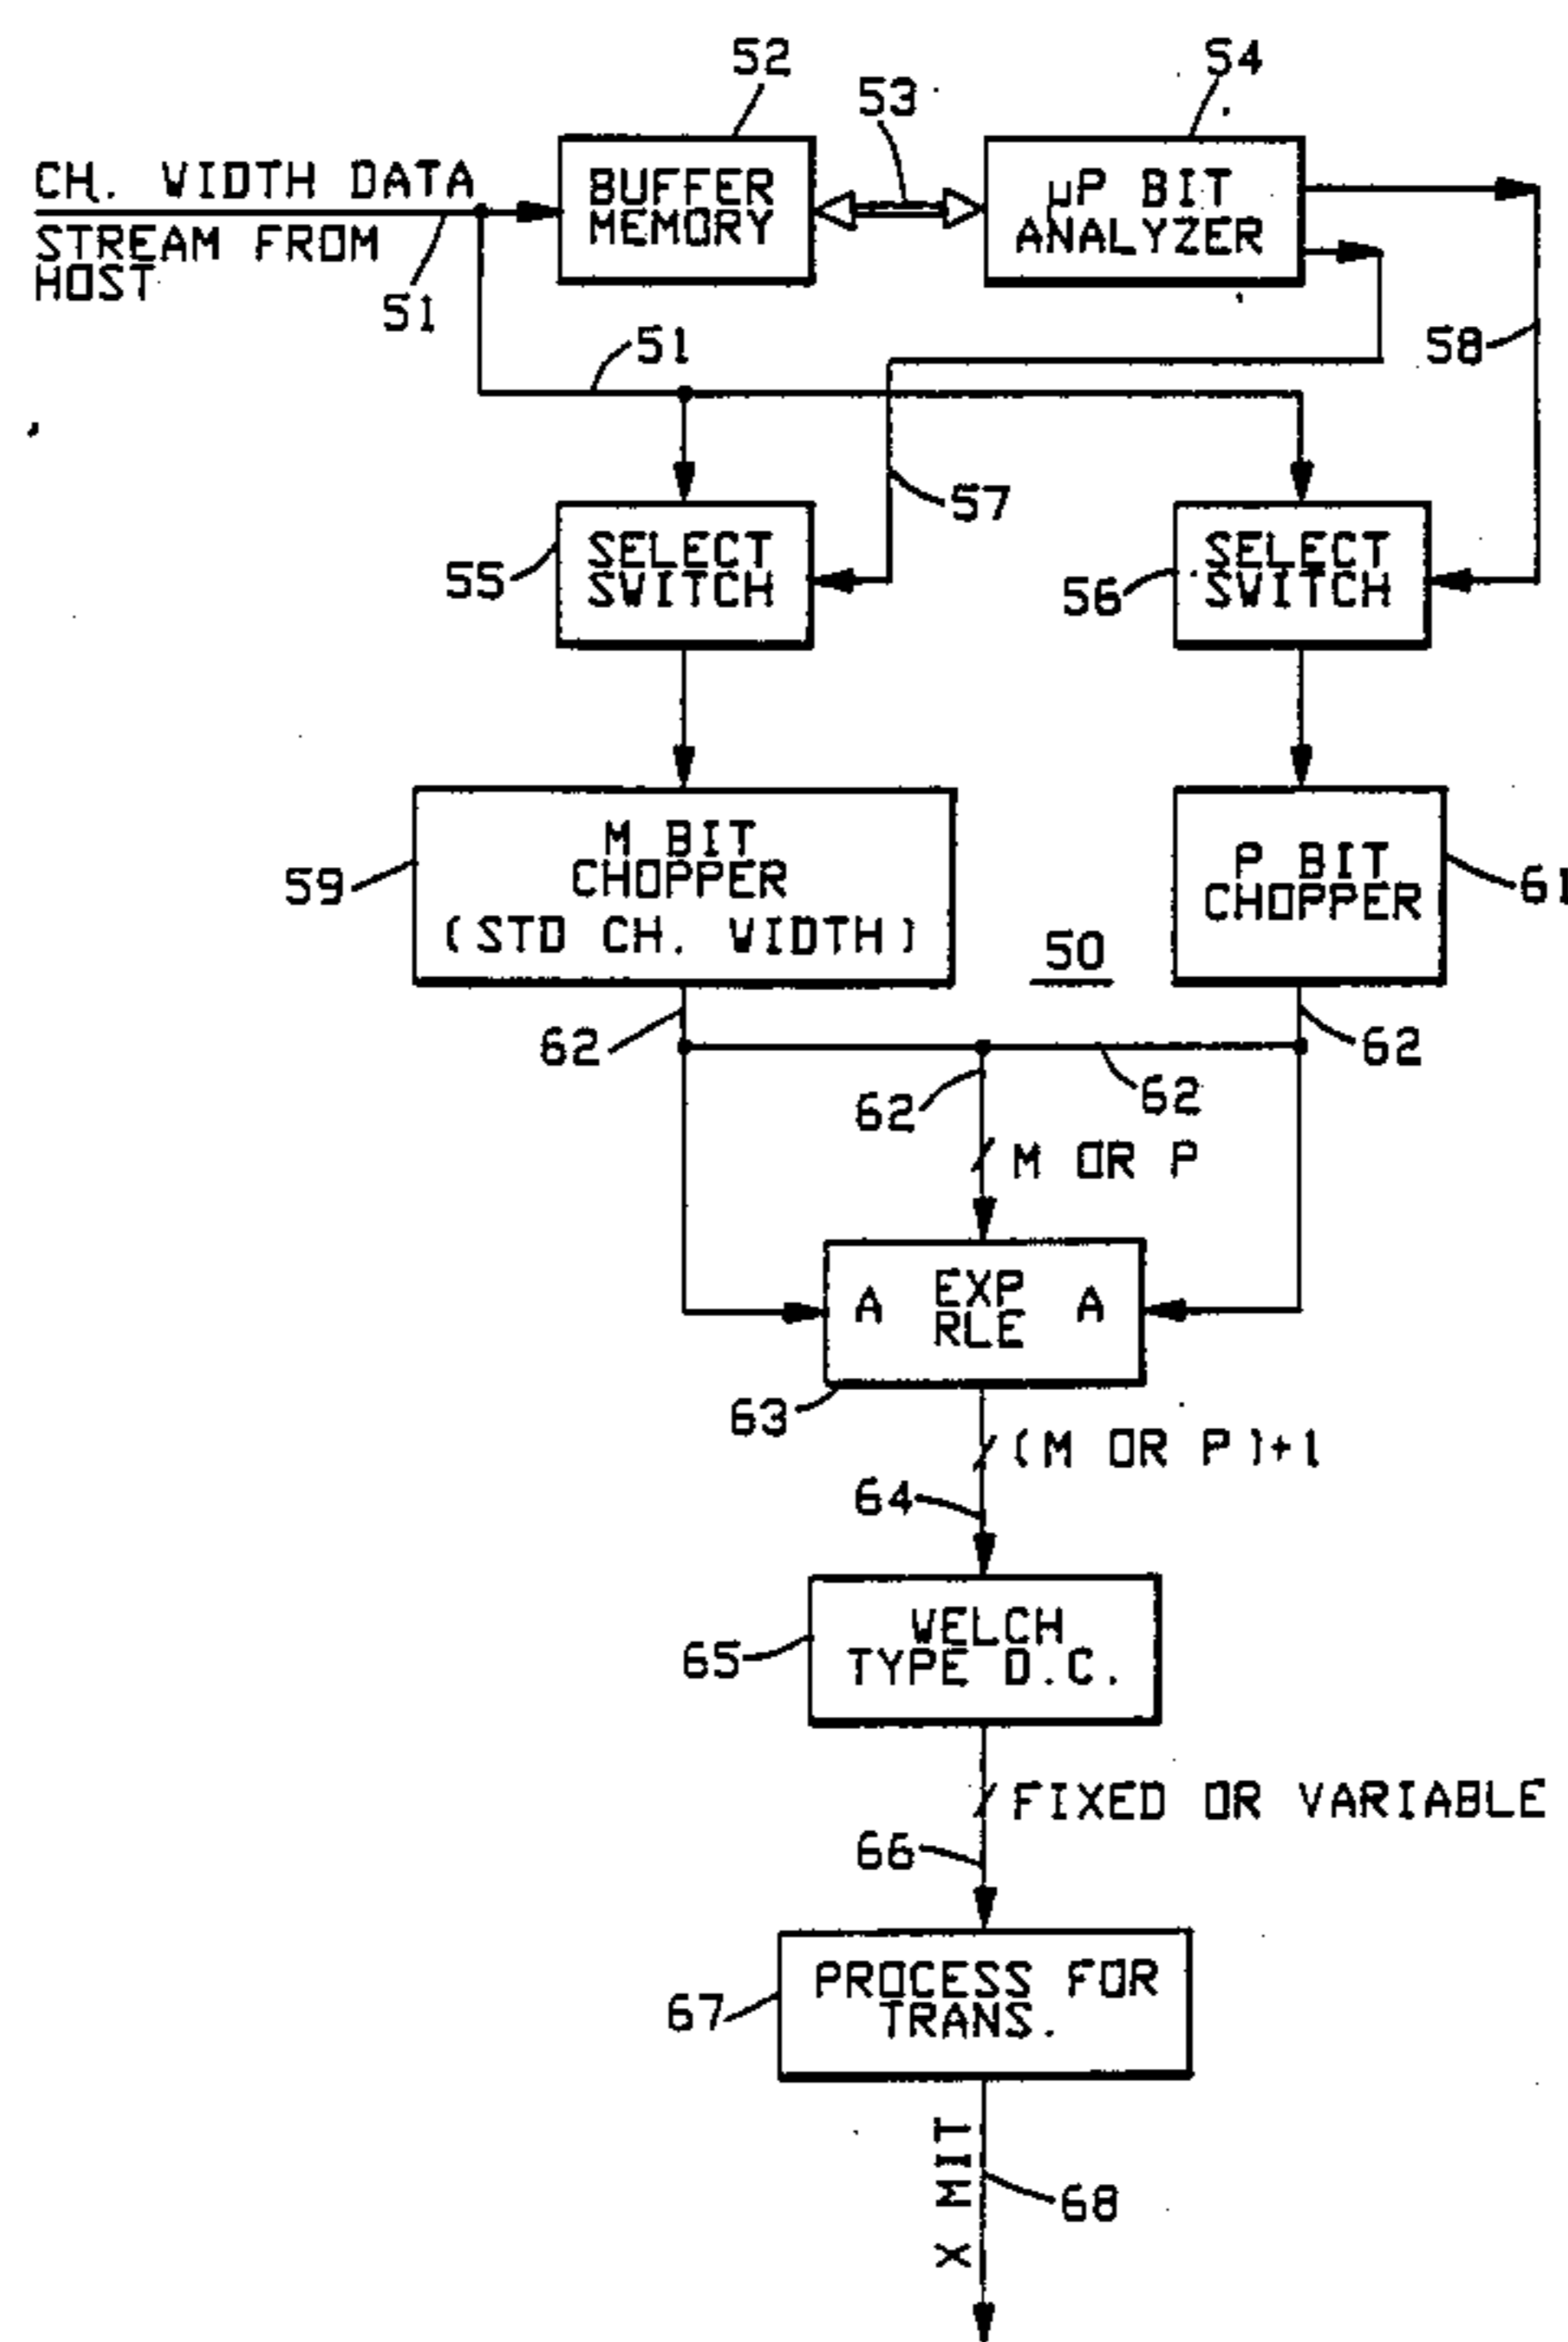 52
53
54
CH. WIDTH DATA
STREAM FROM
HOST
51
BUFFER
MEMORY
µP BIT
ANALYZER
51
58
57
55
SELECT
SWITCH
56
SELECT
SWITCH
59
M BIT
CHOPPER
(STD CH. WIDTH)
50
P BIT
CHOPPER
61
62
62
62
62
M OR P
A EXP A
RLE
63
(M OR P)+1
64
65
WELCH
TYPE D.C.
FIXED OR VARIABLE
66
67
PROCESS FOR
TRANS.
X MIT
68